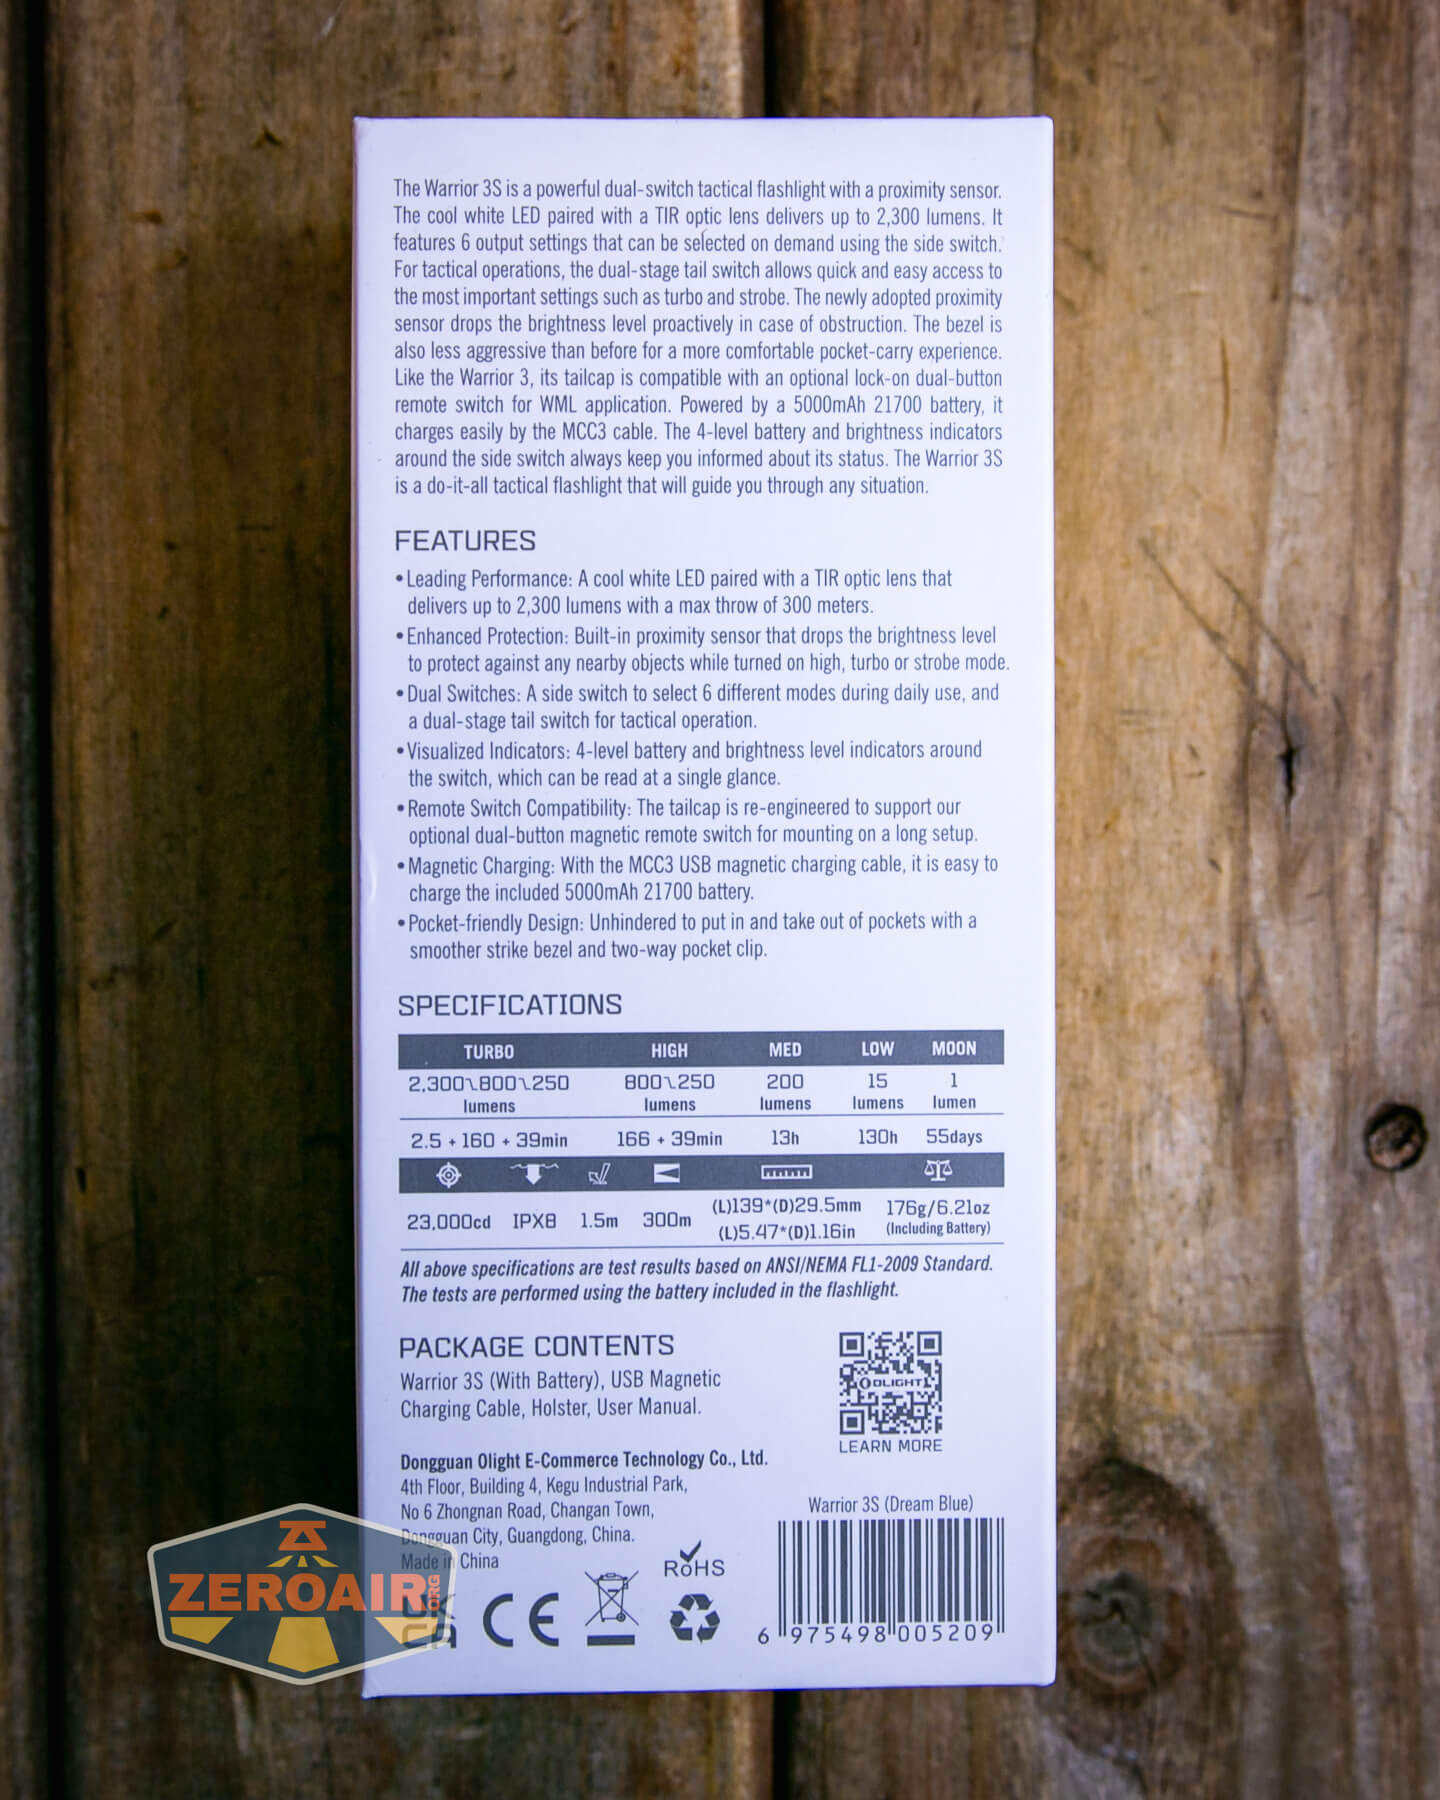 The Warrior 3S is a powerful dual-switch tactical flashlight with a proximity sensor.
The cool white LED paired with a TIR optic lens delivers up to 2,300 lumens. It
features 6 output settings that can be selected on demand using the side switch.
For tactical operations, the dual-stage tail switch allows quick and easy access to
the most important settings such as turbo and strobe. The newly adopted proximity
sensor drops the brightness level proactively in case of obstruction. The bezel is
also less aggressive than before for a more comfortable pocket-carry experience.
Like the Warrior 3, its tailcap is compatible with an optional lock-on dual-button
remote switch for WML application. Powered by a 5000mAh 21700 battery, it
charges easily by the MCC3 cable. The 4-level battery and brightness indicators
around the side switch always keep you informed about its status. The Warrior 3S
is a do-it-all tactical flashlight that will guide you through any situation.
FEATURES
• Leading Performance: A cool white LED paired with a TIR optic lens that
delivers up to 2,300 lumens with a max throw of 300 meters.
• Enhanced Protection: Built-in proximity sensor that drops the brightness level
to protect against any nearby objects while turned on high, turbo or strobe mode.
• Dual Switches: A side switch to select 6 different modes during daily use, and
a dual-stage tail switch for tactical operation.
• Visualized Indicators: 4-level battery and brightness level indicators around
the switch, which can be read at a single glance.
• Remote Switch Compatibility: The tailcap is re-engineered to support our
optional dual-button magnetic remote switch for mounting on a long setup.
• Magnetic Charging: With the MCC3 USB magnetic charging cable, it is easy to
charge the included 5000mAh 21700 battery.
• Pocket-friendly Design: Unhindered to put in and take out of pockets with a
smoother strike bezel and two-way pocket clip.
SPECIFICATIONS
TURBO HIGH MED LOW MOON
2,300~800~250 800~250 200 15 1
lumens lumens lumens lumens lumen
2.5 + 160 + 39min 166 + 39min 13h 130h 55days
23,000cd IPX8 1.5m 300m (L)139*(D)29.5mm 176g/6.21oz
(L)5.47*(D)1.16in (Including Battery)
All above specifications are test results based on ANSI/NEMA FL1-2009 Standard.
The tests are performed using the battery included in the flashlight.
PACKAGE CONTENTS
Warrior 3S (With Battery), USB Magnetic
Charging Cable, Holster, User Manual.
OLIGHT
LEARN MORE
Dongguan Olight E-Commerce Technology Co., Ltd.
4th Floor, Building 4, Kegu Industrial Park,
No 6 Zhongnan Road, Changan Town,
Dongguan City, Guangdong, China.
Made in China
Warrior 3S (Dream Blue)
RoHS
UK
CA
CE
6 975498 005209
ZEROAIR.ORG